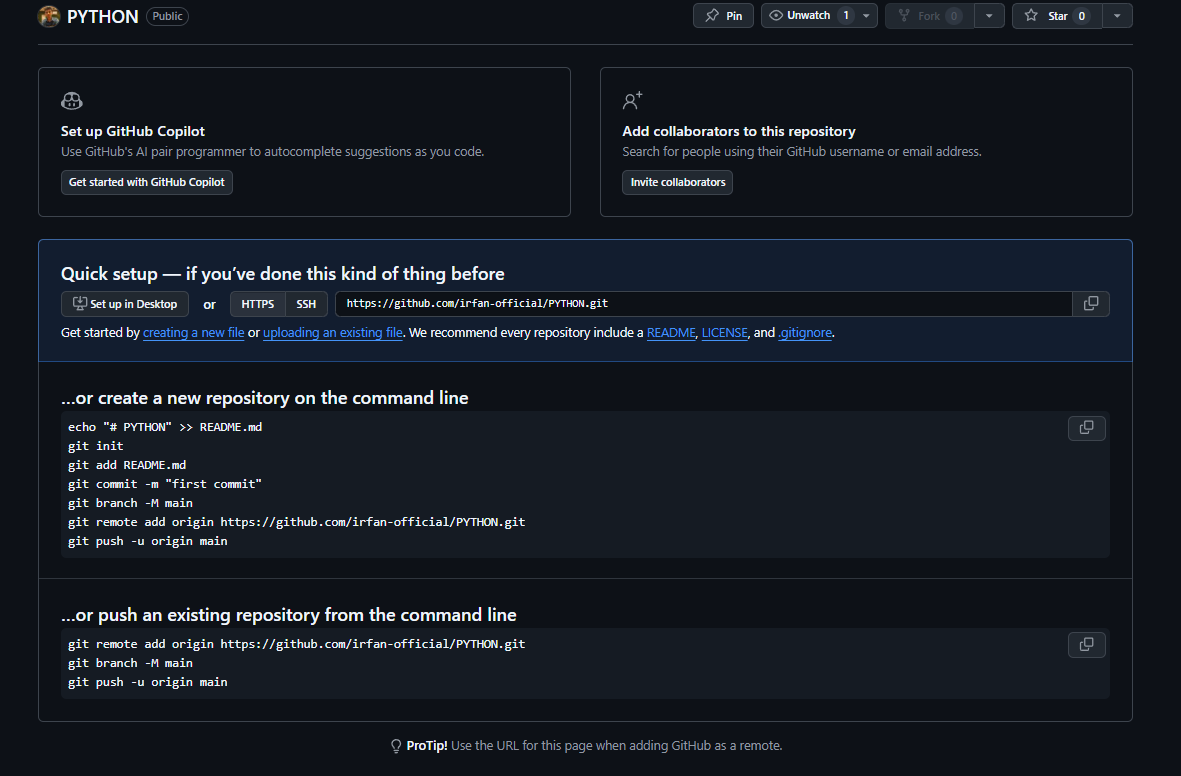 PYTHON Public Pin Unwatch 1 Fork 0 Star 0
Set up GitHub Copilot
Use GitHub's AI pair programmer to autocomplete suggestions as you code.
Get started with GitHub Copilot
Add collaborators to this repository
Search for people using their GitHub username or email address.
Invite collaborators
Quick setup — if you've done this kind of thing before
Set up in Desktop or HTTPS SSH https://github.com/irfan-official/PYTHON.git
Get started by creating a new file or uploading an existing file. We recommend every repository include a README, LICENSE, and .gitignore.
…or create a new repository on the command line
echo "# PYTHON" >> README.md
git init
git add README.md
git commit -m "first commit"
git branch -M main
git remote add origin https://github.com/irfan-official/PYTHON.git
git push -u origin main
…or push an existing repository from the command line
git remote add origin https://github.com/irfan-official/PYTHON.git
git branch -M main
git push -u origin main
ProTip! Use the URL for this page when adding GitHub as a remote.